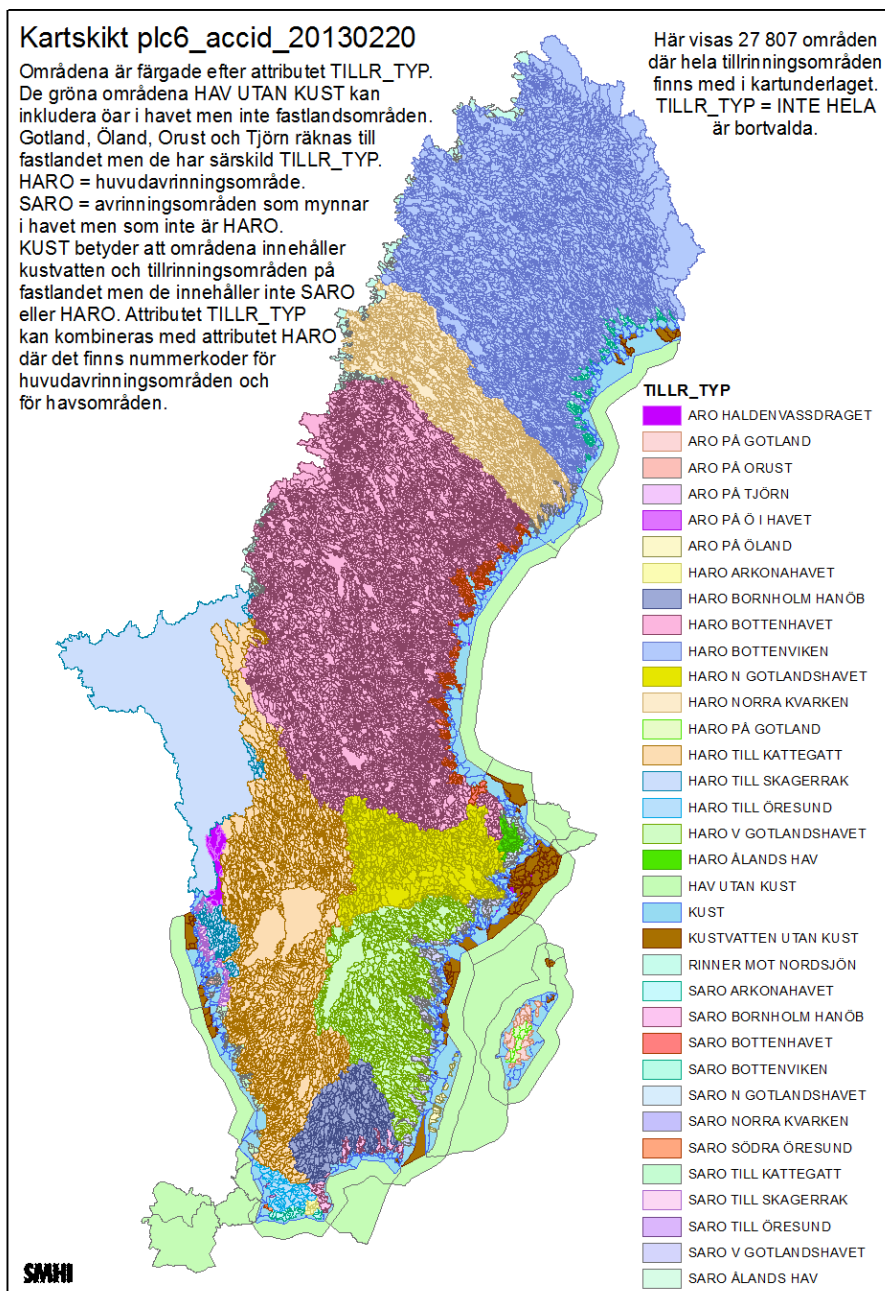 Kartskikt plc6_accid_20130220
Områdena är färgade efter attributet TILLR_TYP.
De gröna områdena HAV UTAN KUST kan
inkludera öar i havet men inte fastlandsområden.
Gotland, Öland, Orust och Tjörn räknas till
fastlandet men de har särskild TILLR_TYP.
HARO = huvudavrinningsområde.
SARO = avrinningsområden som mynnar
i havet men som inte är HARO.
KUST betyder att områdena innehåller
kustvatten och tillrinningsområden på
fastlandet men de innehåller inte SARO
eller HARO. Attributet TILLR_TYP
kan kombineras med attributet HARO
där det finns nummerkoder för
huvudavrinningsområden och
för havsområden.
Här visas 27 807 områden
där hela tillrinningsområden
finns med i kartunderlaget.
TILLR_TYP = INTE HELA
är bortvalda.
TILLR_TYP
ARO HALDENVASSDRAGET
ARO PÅ GOTLAND
ARO PÅ ORUST
ARO PÅ TJÖRN
ARO PÅ Ö I HAVET
ARO PÅ ÖLAND
HARO ARKONAHAVET
HARO BORNHOLM HANÖB
HARO BOTTENHAVET
HARO BOTTENVIKEN
HARO N GOTLANDSHAVET
HARO NORRA KVARKEN
HARO PÅ GOTLAND
HARO TILL KATTEGATT
HARO TILL SKAGERRAK
HARO TILL ÖRESUND
HARO V GOTLANDSHAVET
HARO ÅLANDS HAV
HAV UTAN KUST
KUST
KUSTVATTEN UTAN KUST
RINNER MOT NORDSJÖN
SARO ARKONAHAVET
SARO BORNHOLM HANÖB
SARO BOTTENHAVET
SARO BOTTENVIKEN
SARO N GOTLANDSHAVET
SARO NORRA KVARKEN
SARO SÖDRA ÖRESUND
SARO TILL KATTEGATT
SARO TILL SKAGERRAK
SARO TILL ÖRESUND
SARO V GOTLANDSHAVET
SARO ÅLANDS HAV
SMHI